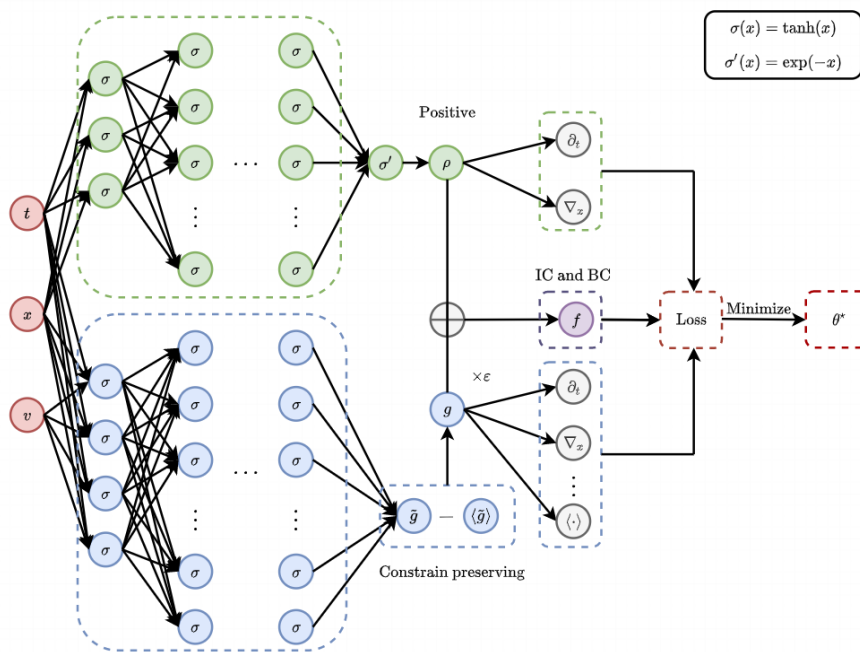 σ(x) = tanh(x)
σ′(x) = exp(−x)
σ σ
σ
σ σ
Positive
σ
∂t
σ σ ... σ σ′ ρ
σ
⋮ ⋮
∇x
t
σ σ
IC and BC
x f Loss Minimize θ*
σ σ
σ
×ε
∂t
σ σ
v g
σ
∇x
σ ... σ
σ
⋮ ⋮ ⋮
g̃ − ⟨g̃⟩ ⟨·⟩
σ
σ σ
Constrain preserving
σ σ